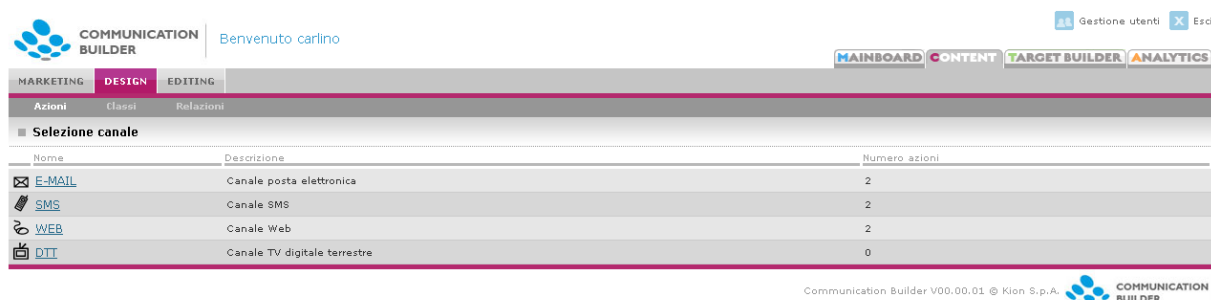 Gestione utenti X Esci
COMMUNICATION
BUILDER
Benvenuto carlino
MAINBOARD CONTENT TARGET BUILDER ANALYTICS
MARKETING DESIGN EDITING
Azioni Classi Relazioni
Selezione canale
Nome Descrizione Numero azioni
E-MAIL Canale posta elettronica 2
SMS Canale SMS 2
WEB Canale Web 2
DTT Canale TV digitale terrestre 0
Communication Builder V00.00.01 © Kion S.p.A.
COMMUNICATION
BUILDER